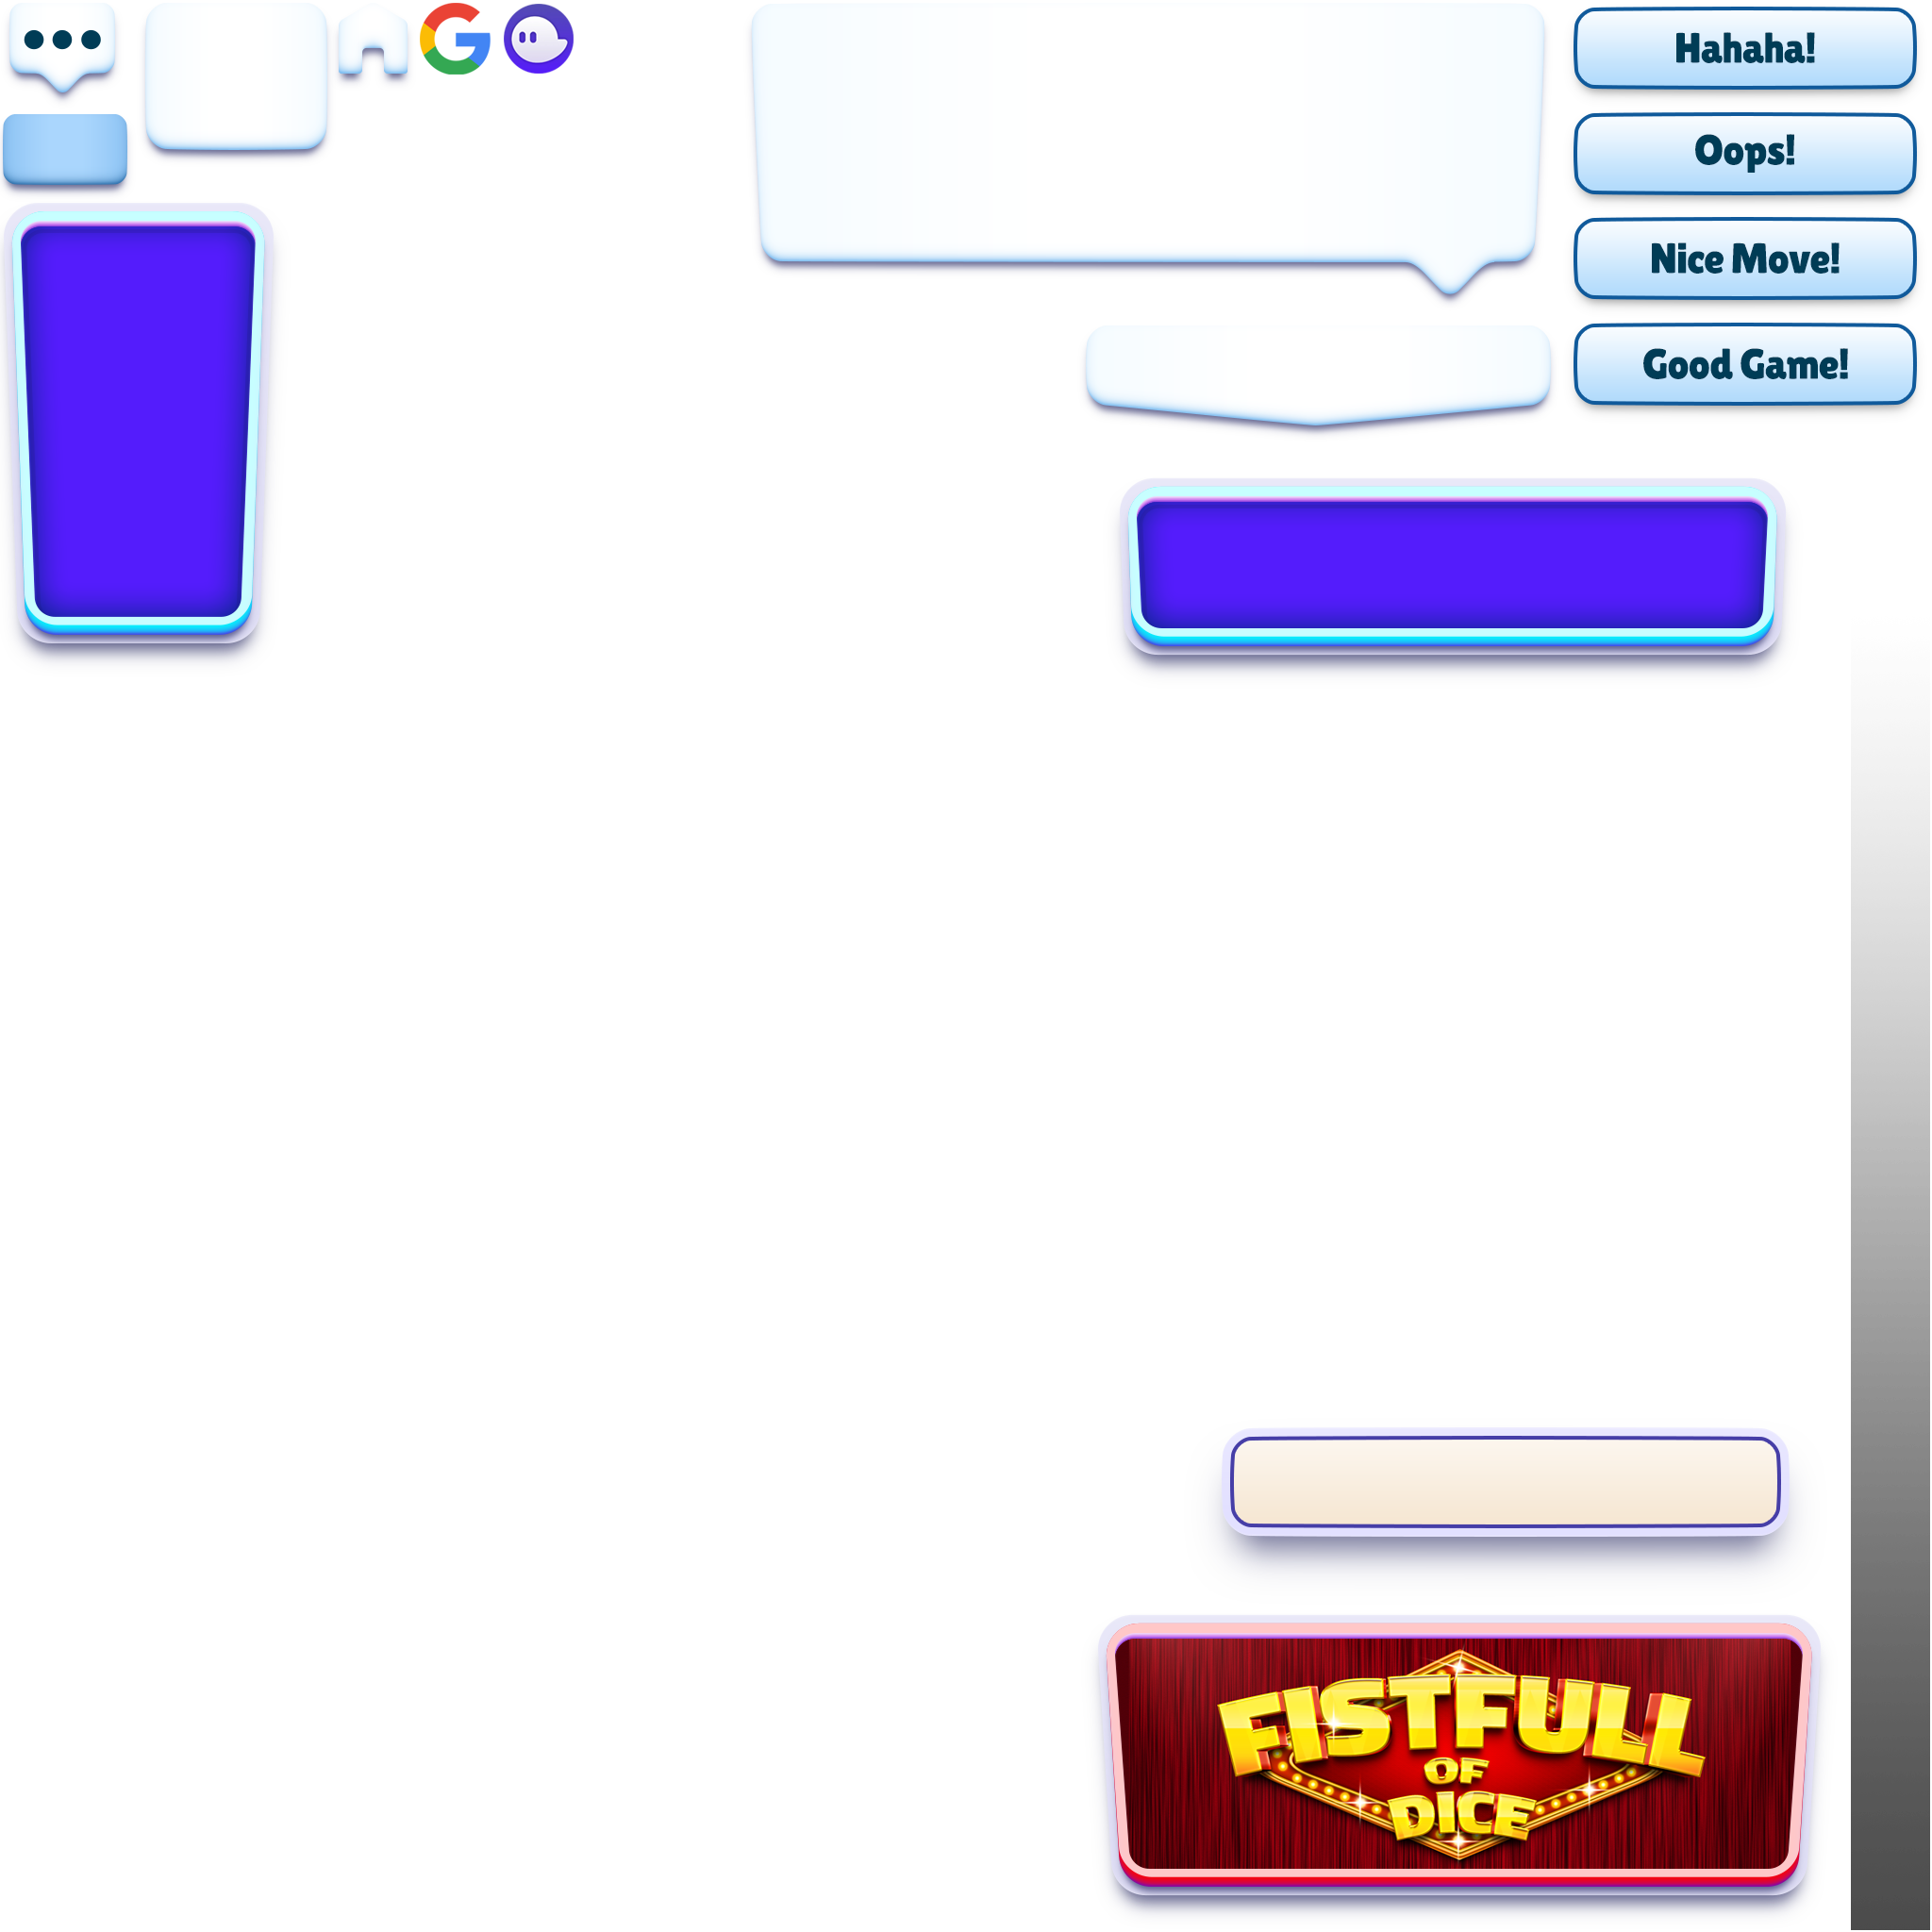 Hahaha!
Oops!
Nice Move!
Good Game!
FISTFULL
OF
DICE